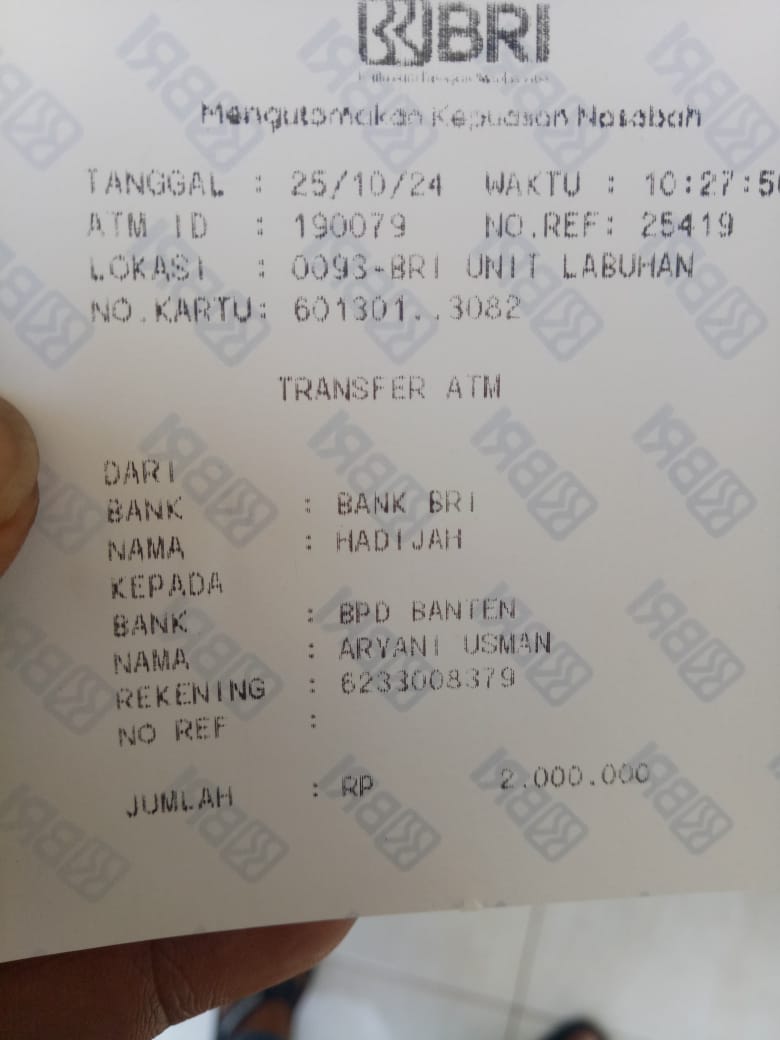 BRI
Mengutamakan Kepuasan Nasabah
TANGGAL : 25/10/24 WAKTU : 10:27:50
ATM ID : 190079 NO.REF: 25419
LOKASI : 0093-BRI UNIT LABUHAN
NO.KARTU: 601301..3082
TRANSFER ATM
DARI
BANK : BANK BRI
NAMA : HADIJAH
KEPADA
BANK : BPD BANTEN
NAMA : ARYANI USMAN
REKENING : 6233008379
NO REF :
JUMLAH : RP 2.000.000